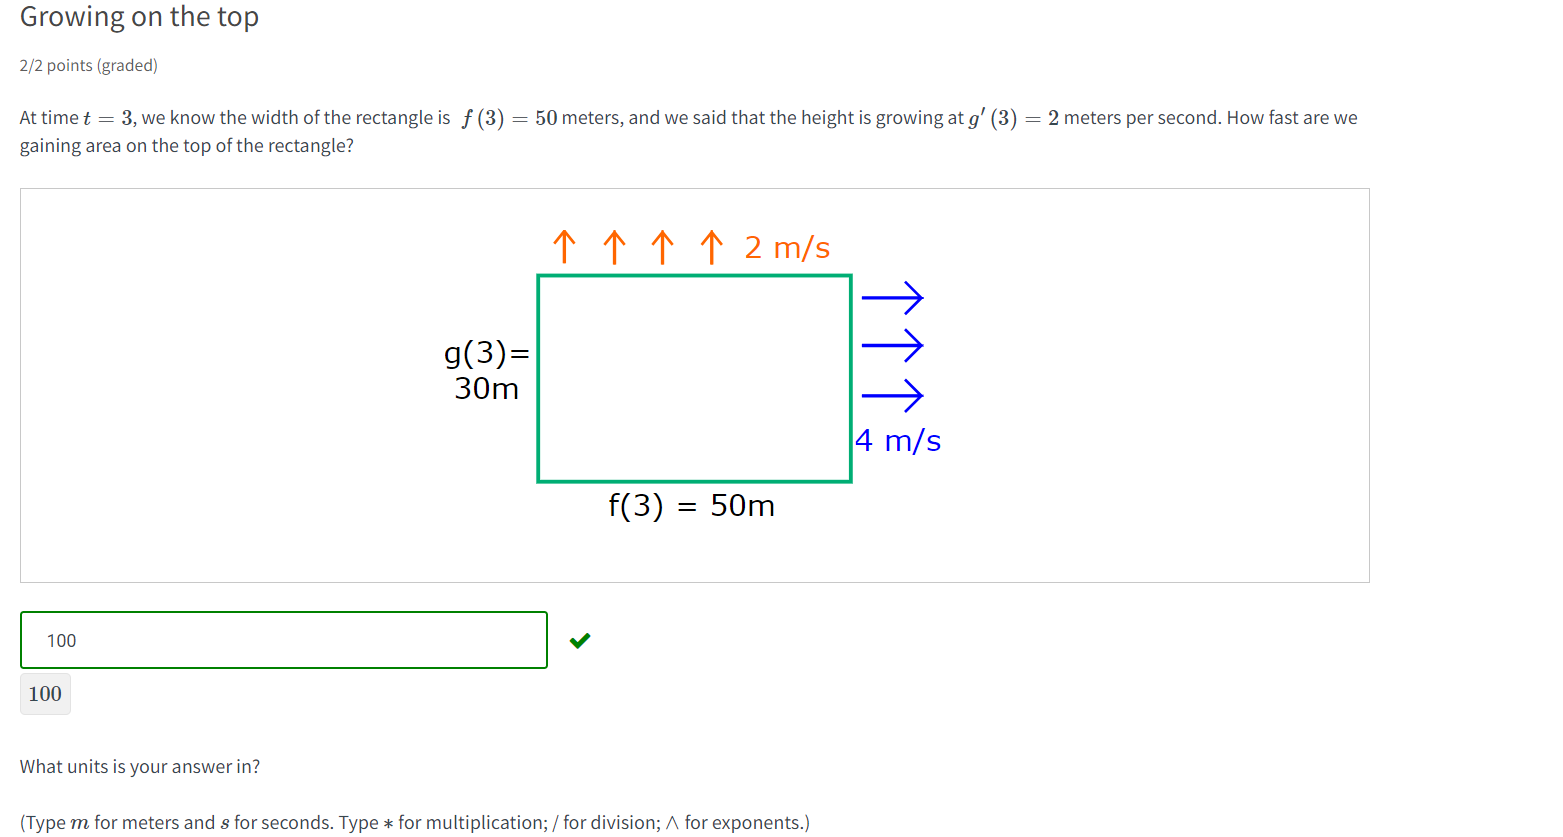 Growing on the top
2/2 points (graded)
At time t = 3, we know the width of the rectangle is f (3) = 50 meters, and we said that the height is growing at g′ (3) = 2 meters per second. How fast are we
gaining area on the top of the rectangle?
2 m/s
g(3)=
30m
4 m/s
f(3) = 50m
100
100
What units is your answer in?
(Type m for meters and s for seconds. Type * for multiplication; / for division; ∧ for exponents.)